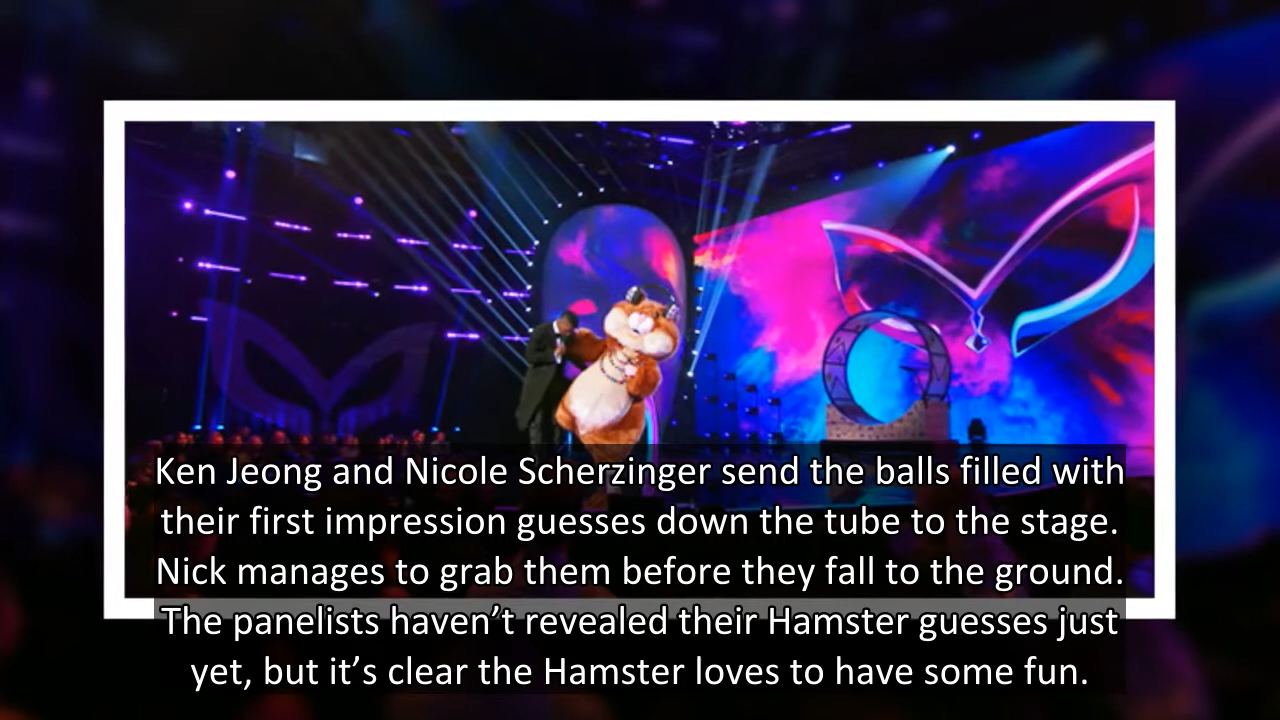 Ken Jeong and Nicole Scherzinger send the balls filled with
their first impression guesses down the tube to the stage.
Nick manages to grab them before they fall to the ground.
The panelists haven’t revealed their Hamster guesses just
yet, but it’s clear the Hamster loves to have some fun.